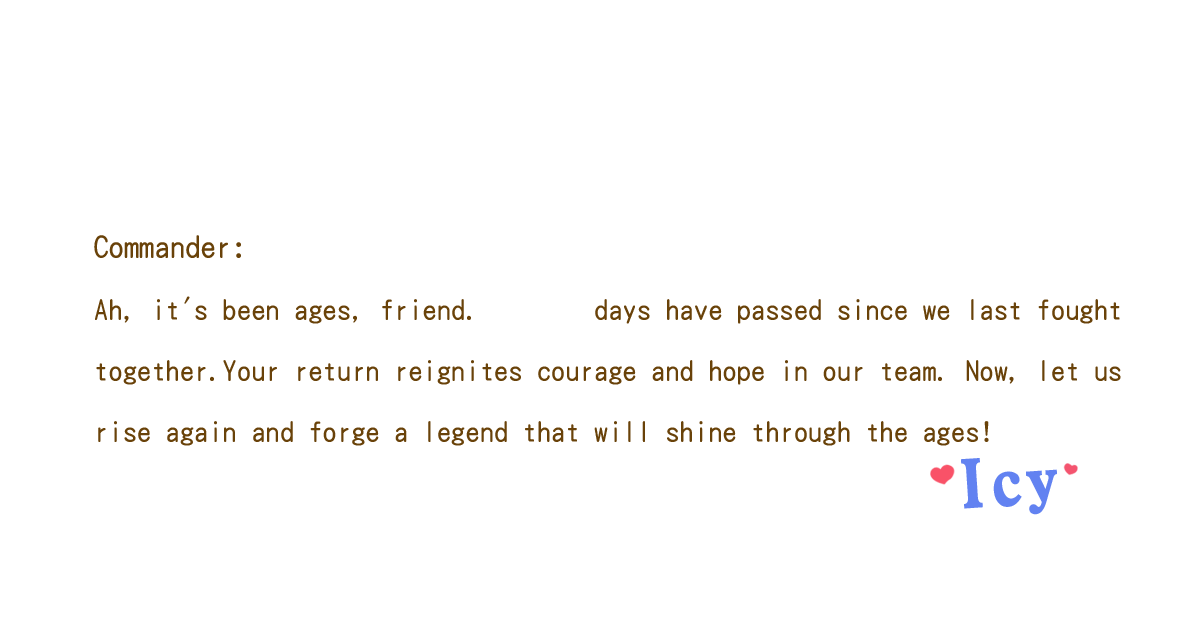 Commander:
Ah, it's been ages, friend. days have passed since we last fought
together.Your return reignites courage and hope in our team. Now, let us
rise again and forge a legend that will shine through the ages!
Icy